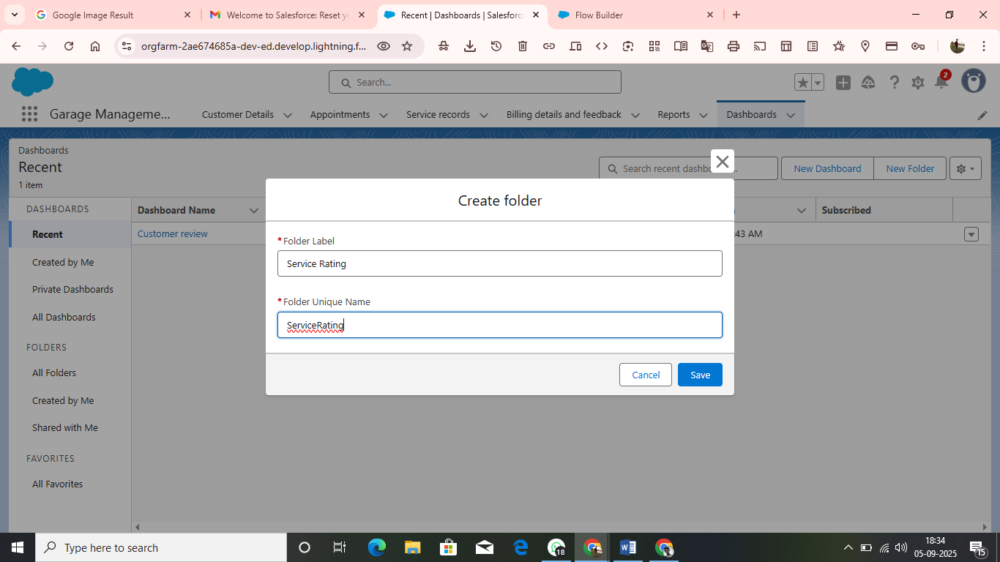 Google Image Result
Welcome to Salesforce: Reset yo
Recent | Dashboards | Salesforc
Flow Builder
orgfarm-2ae674685a-dev-ed.develop.lightning.f...
Search...
2
Garage Manageme...
Customer Details
Appointments
Service records
Billing details and feedback
Reports
Dashboards
Dashboards
Recent
1 item
Search recent dashbo
New Dashboard
New Folder
DASHBOARDS
Recent
Created by Me
Private Dashboards
All Dashboards
FOLDERS
All Folders
Created by Me
Shared with Me
FAVORITES
All Favorites
Dashboard Name
Subscribed
Customer review
43 AM
Create folder
*Folder Label
Service Rating
*Folder Unique Name
ServiceRating
Cancel
Save
Type here to search
18
18:34
05-09-2025
15